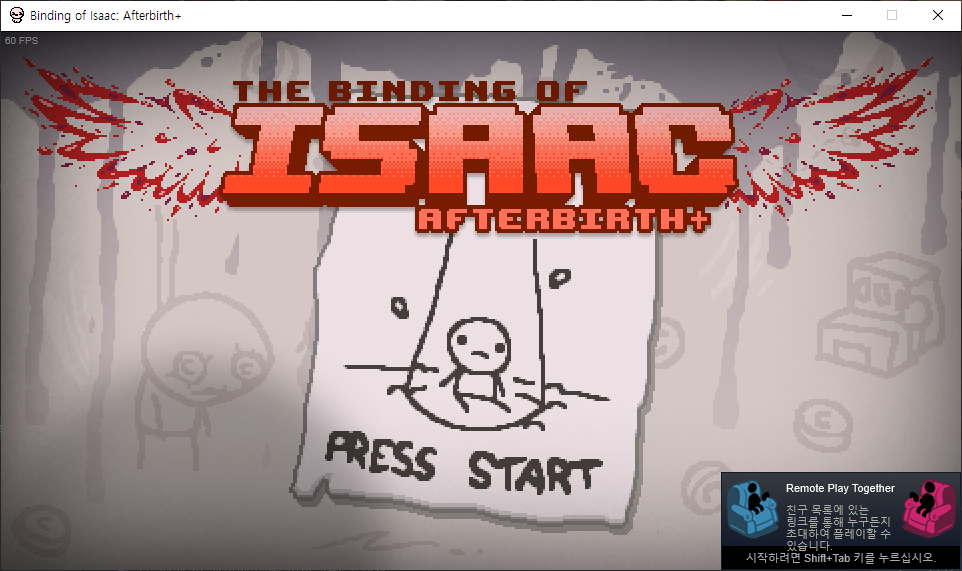 Binding of Isaac: Afterbirth+
60 FPS
THE BINDING OF
ISAAC
AFTERBIRTH+
PRESS START
Remote Play Together
친구 목록에 있는
링크를 통해 누구든지
초대하여 플레이할 수
있습니다.
시작하려면 Shift+Tab 키를 누르십시오.